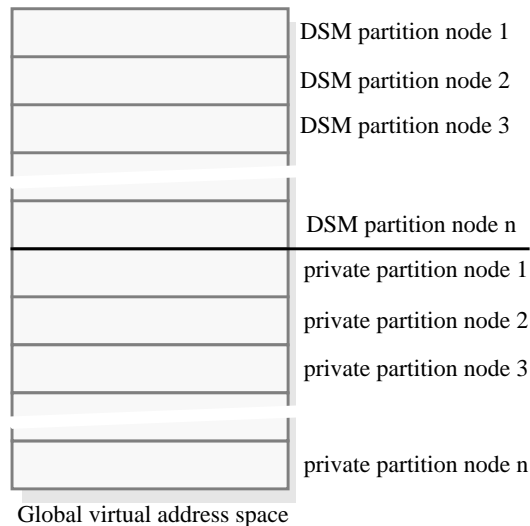 DSM partition node 1
DSM partition node 2
DSM partition node 3
DSM partition node n
private partition node 1
private partition node 2
private partition node 3
private partition node n
Global virtual address space